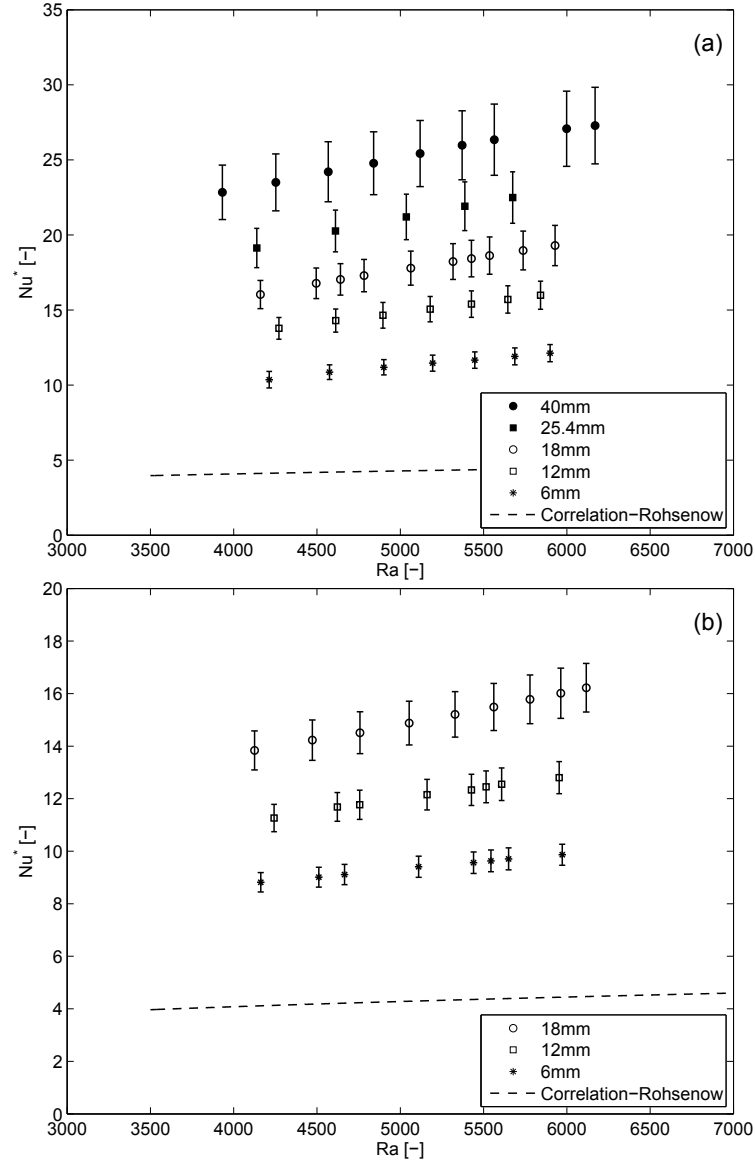 35
(a)
30
25
20
15
10
5
0
Nu* [−]
40mm
25.4mm
18mm
12mm
6mm
Correlation−Rohsenow
3000 3500 4000 4500 5000 5500 6000 6500 7000
Ra [−]
20
(b)
18
16
14
12
10
8
6
4
2
0
Nu* [−]
18mm
12mm
6mm
Correlation−Rohsenow
3000 3500 4000 4500 5000 5500 6000 6500 7000
Ra [−]